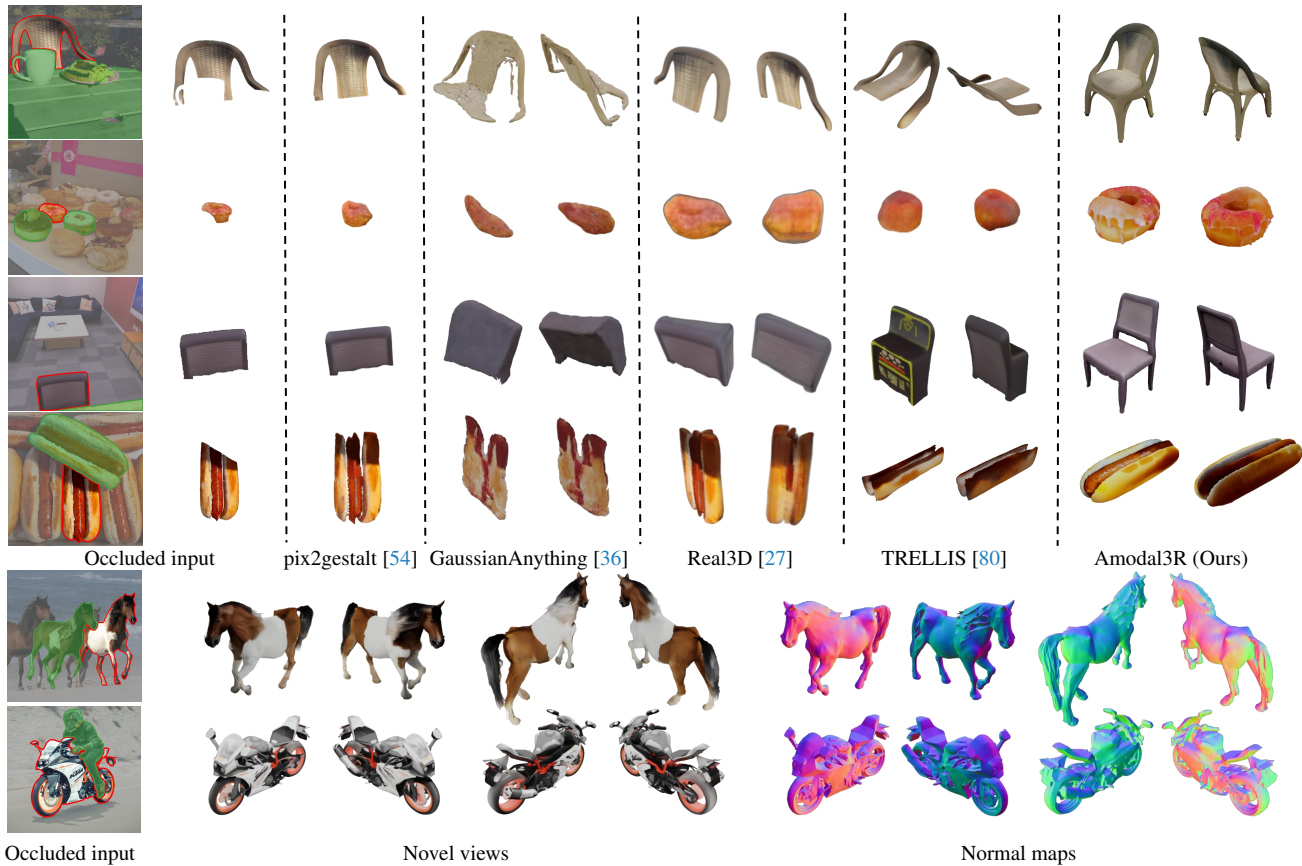 Occluded input pix2gestalt [54] GaussianAnything [36] Real3D [27] TRELLIS [80] Amodal3R (Ours)
Occluded input Novel views Normal maps